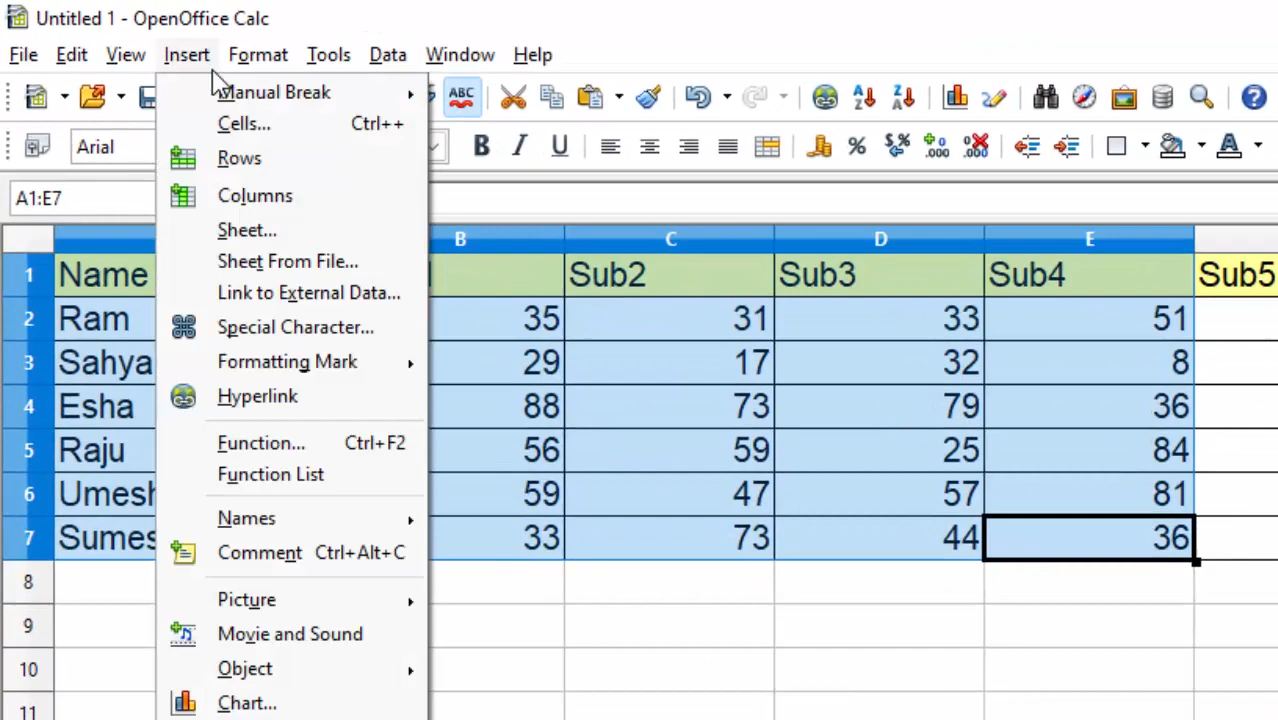 Untitled 1 - OpenOffice Calc
File Edit View Insert Format Tools Data Window Help
ABC
Arial
A1:E7
Manual Break
Cells... Ctrl++
Rows
Columns
Sheet...
Sheet From File...
Link to External Data...
Special Character...
Formatting Mark
Hyperlink
Function... Ctrl+F2
Function List
Names
Comment Ctrl+Alt+C
Picture
Movie and Sound
Object
Chart...
B C D E
1 Name Sub2 Sub3 Sub4 Sub5
2 Ram 35 31 33 51
3 Sahya 29 17 32 8
4 Esha 88 73 79 36
5 Raju 56 59 25 84
6 Umesh 59 47 57 81
7 Sumes 33 73 44 36
8
9
10
11